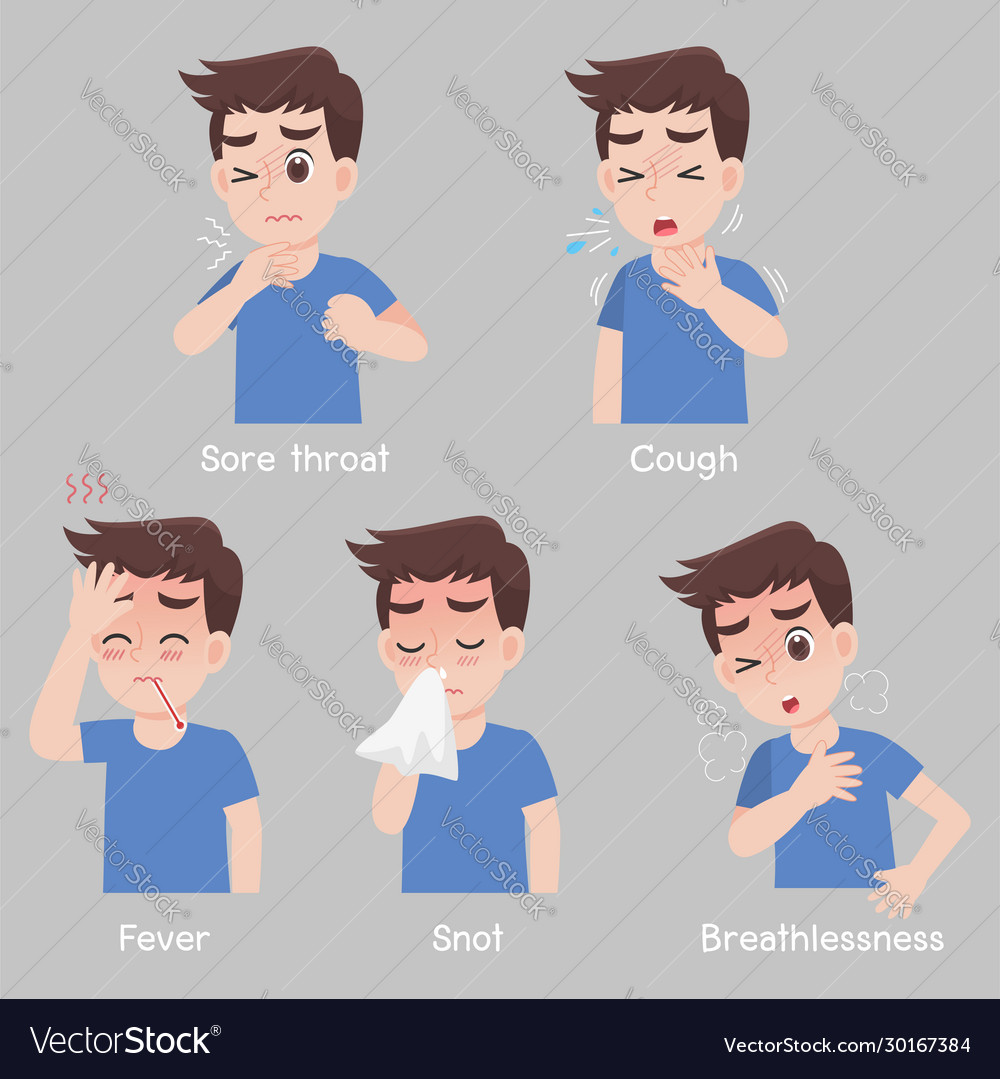 Sore throat
Cough
Fever
Snot
Breathlessness
VectorStock®
VectorStock.com/30167384